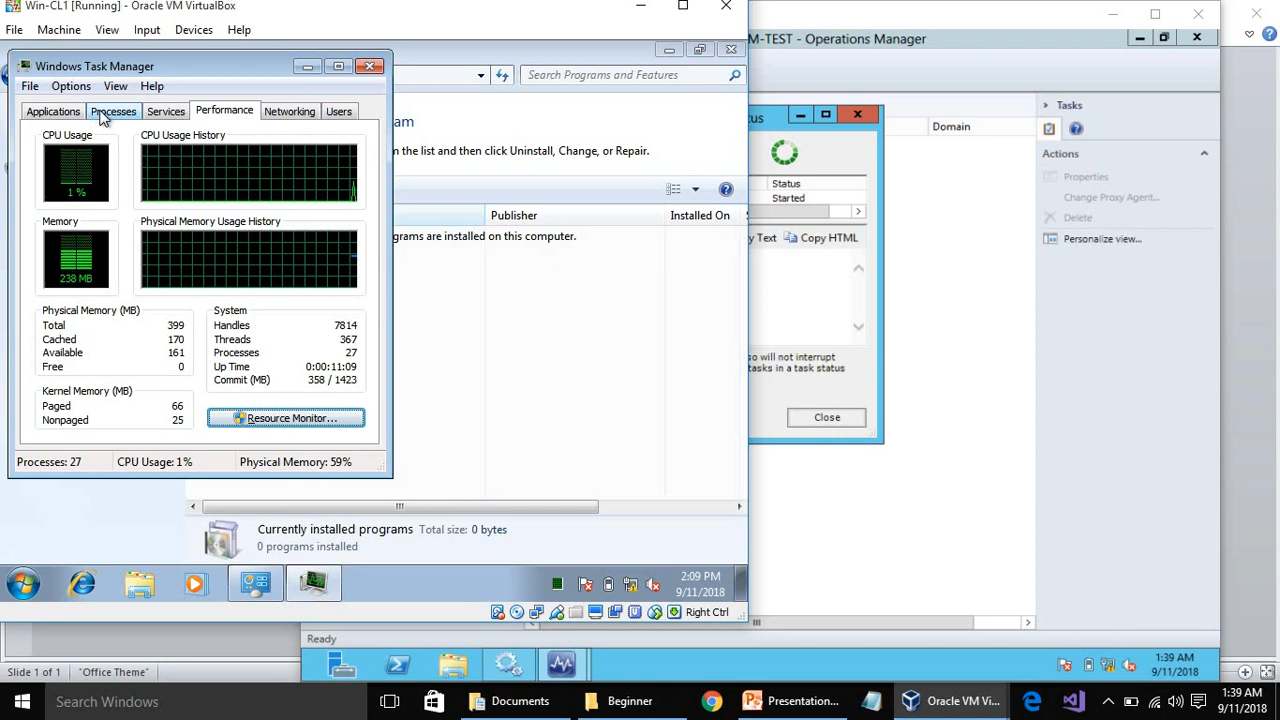 Win-CL1 [Running] - Oracle VM VirtualBox
File Machine View Input Devices Help
Windows Task Manager
File Options View Help
Applications Processes Services Performance Networking Users
CPU Usage
CPU Usage History
1 %
Memory
Physical Memory Usage History
238 MB
Physical Memory (MB)
Total 399
Cached 170
Available 161
Free 0
Kernel Memory (MB)
Paged 66
Nonpaged 25
System
Handles 7814
Threads 367
Processes 27
Up Time 0:00:11:09
Commit (MB) 358 / 1423
Resource Monitor...
Processes: 27 CPU Usage: 1% Physical Memory: 59%
Search Programs and Features
am
the list and then click Uninstall, Change, or Repair.
Publisher Installed On
grams are installed on this computer.
Currently installed programs Total size: 0 bytes
0 programs installed
2:09 PM
9/11/2018
Right Ctrl
M-TEST - Operations Manager
tus
Domain
Status
Started
y Text Copy HTML
so will not interrupt
tasks in a task status
Close
Tasks
Actions
Properties
Change Proxy Agent...
Delete
Personalize view...
Ready
1:39 AM
9/11/2018
Slide 1 of 1 "Office Theme"
Search Windows
Documents
Beginner
Presentation...
Oracle VM Vi...
1:39 AM
9/11/2018